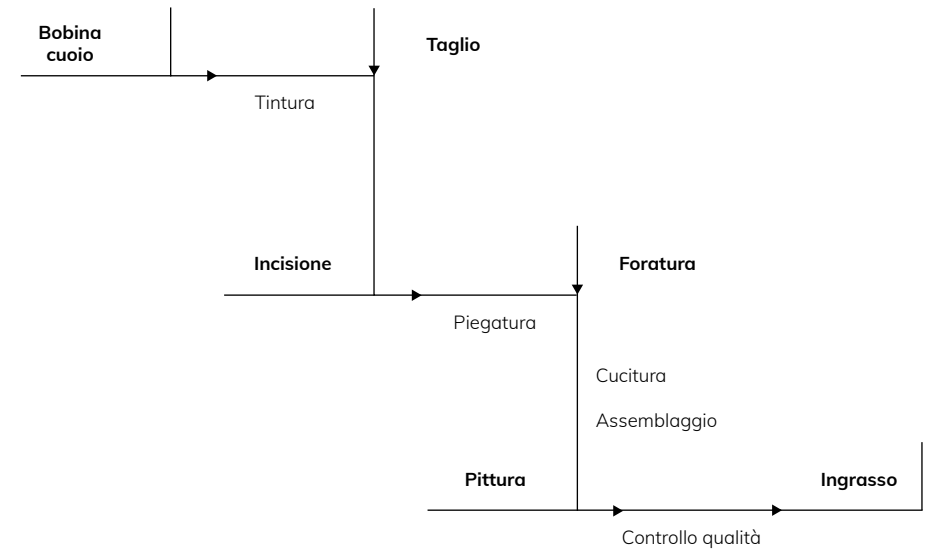 Bobina
cuoio
Taglio
Tintura
Incisione
Foratura
Piegatura
Cucitura
Assemblaggio
Pittura
Ingrasso
Controllo qualità